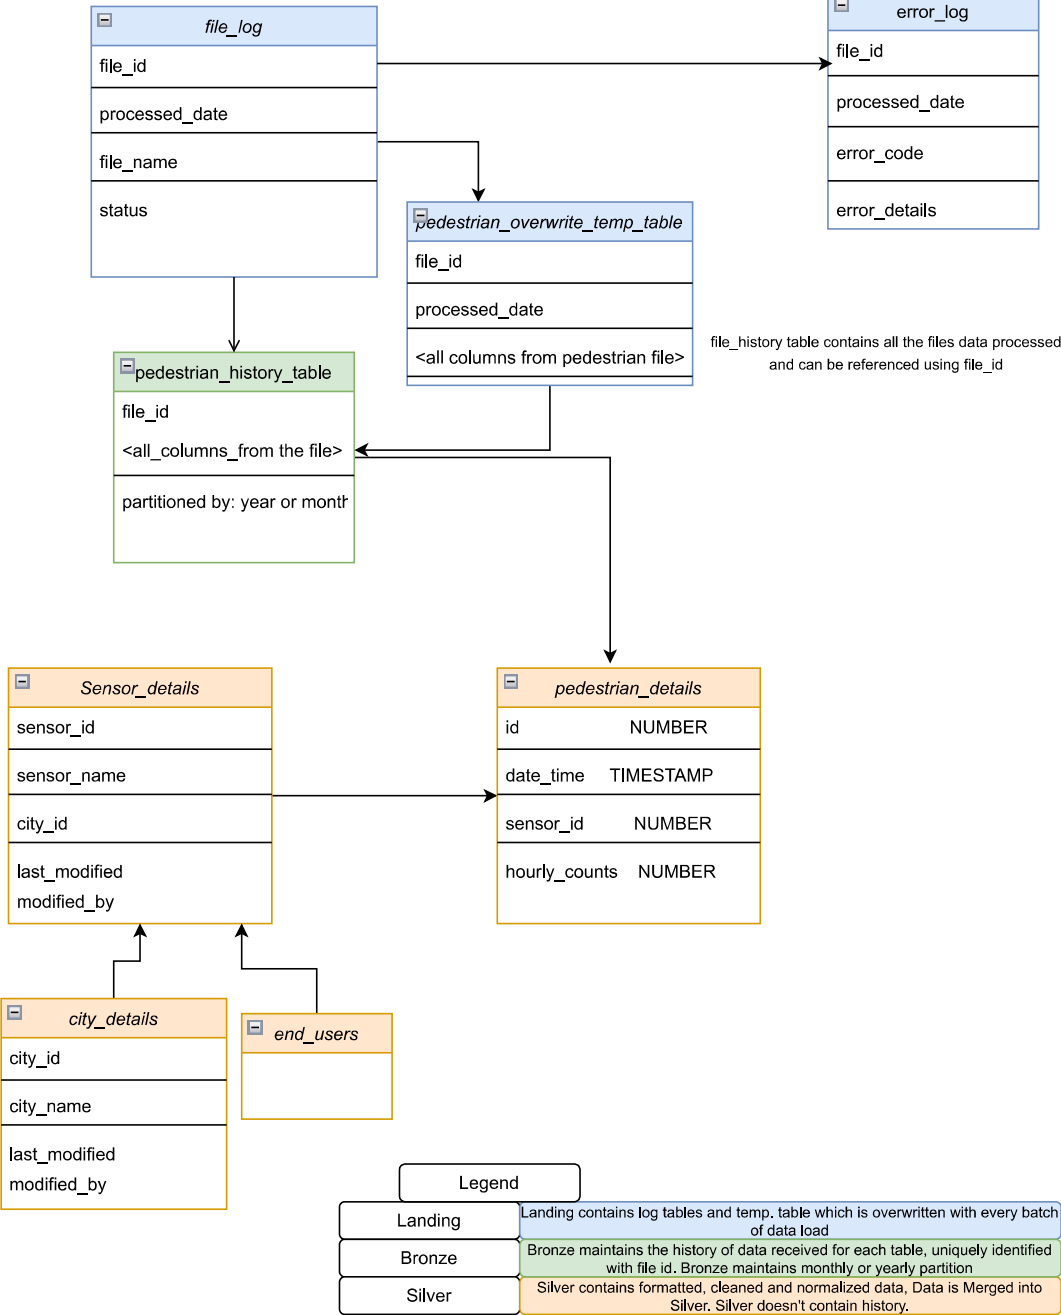 file_log
file_id
processed_date
file_name
status
error_log
file_id
processed_date
error_code
error_details
pedestrian_overwrite_temp_table
file_id
processed_date
<all columns from pedestrian file>
file_history table contains all the files data processed
and can be referenced using file_id
pedestrian_history_table
file_id
<all_columns_from the file>
partitioned by: year or month
Sensor_details
sensor_id
sensor_name
city_id
last_modified
modified_by
pedestrian_details
id NUMBER
date_time TIMESTAMP
sensor_id NUMBER
hourly_counts NUMBER
city_details
city_id
city_name
last_modified
modified_by
end_users
Legend
Landing
Landing contains log tables and temp. table which is overwritten with every batch
of data load
Bronze
Bronze maintains the history of data received for each table, uniquely identified
with file id. Bronze maintains monthly or yearly partition
Silver
Silver contains formatted, cleaned and normalized data, Data is Merged into
Silver. Silver doesn't contain history.